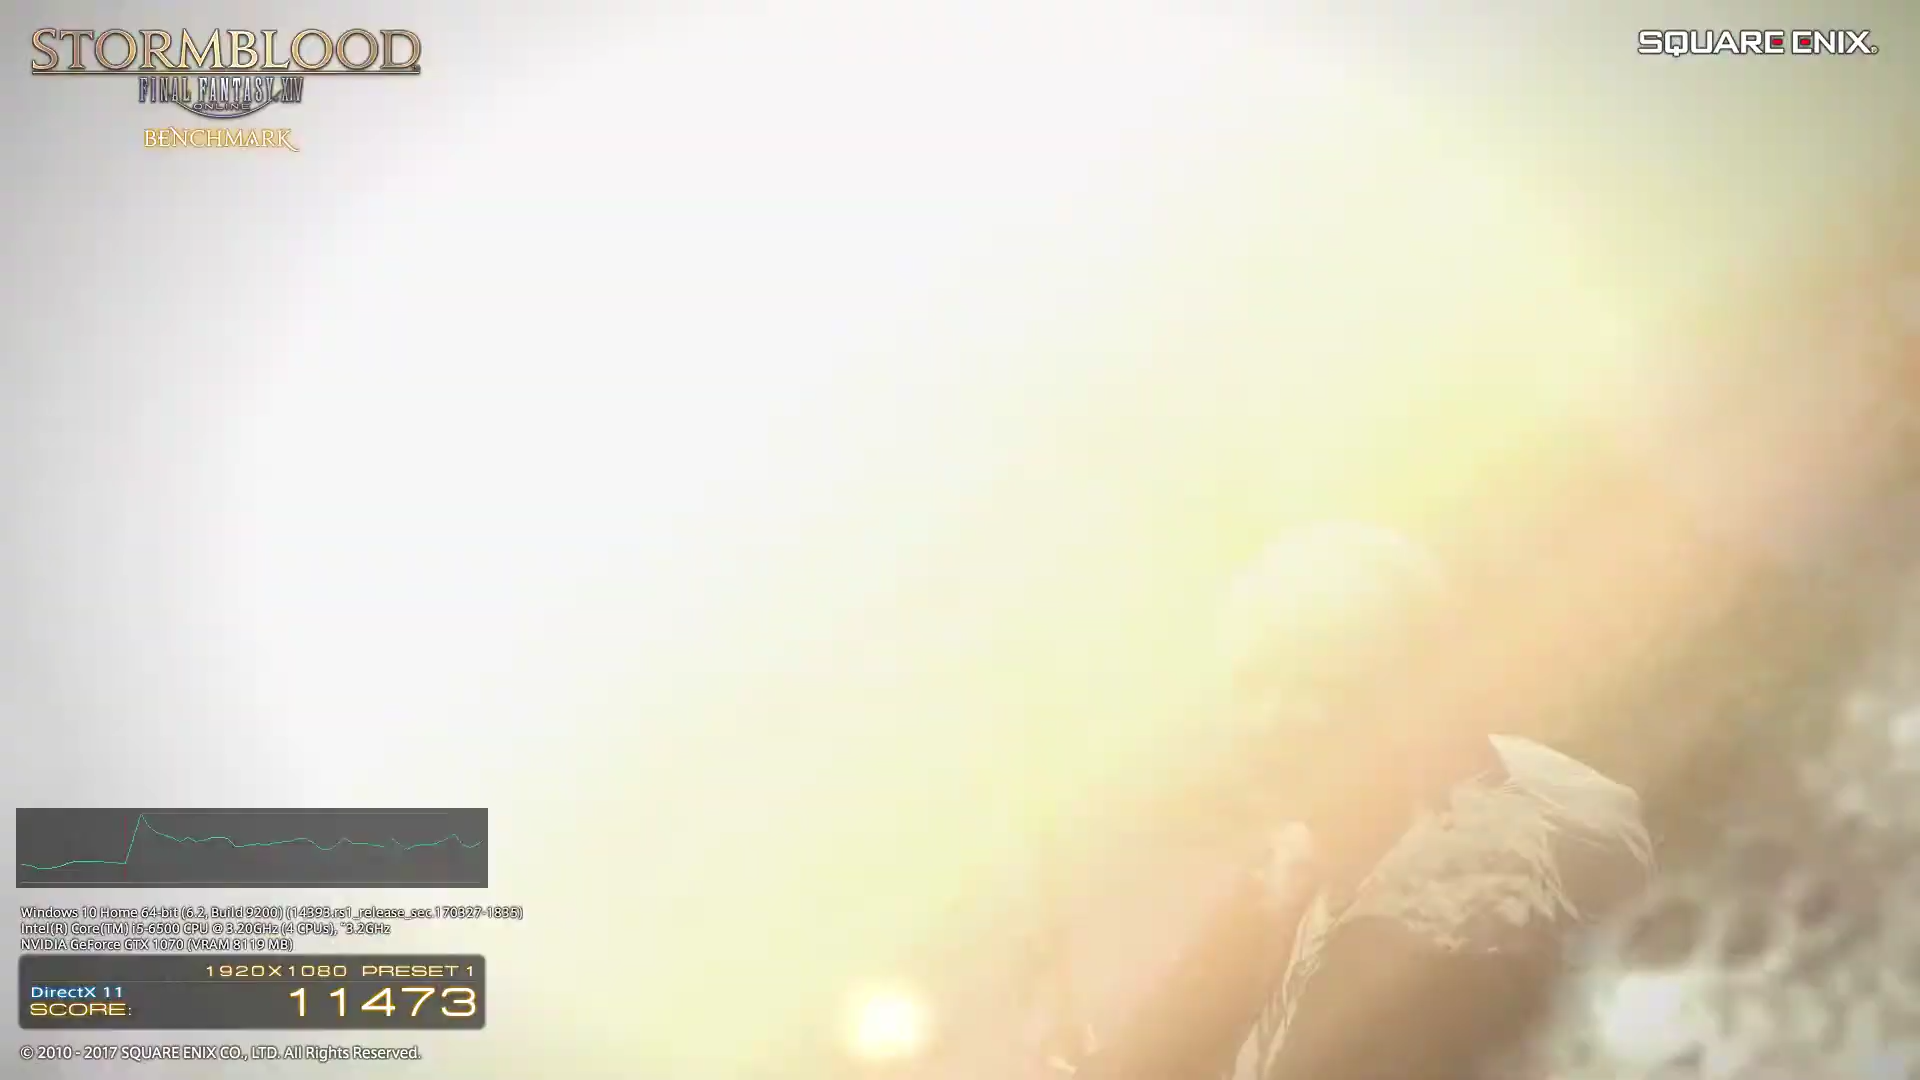 STORMBLOOD
FINAL FANTASY XIV
ONLINE
BENCHMARK
SQUARE ENIX®
Windows 10 Home 64-bit (6.2, Build 9200) (14393.rs1_release_sec.170327-1835)
Intel(R) Core(TM) i5-6500 CPU @ 3.20GHz (4 CPUs), ~3.2GHz
NVIDIA GeForce GTX 1070 (VRAM 8119 MB)
1920X1080 PRESET 1
DirectX 11
SCORE: 11473
© 2010 - 2017 SQUARE ENIX CO., LTD. All Rights Reserved.